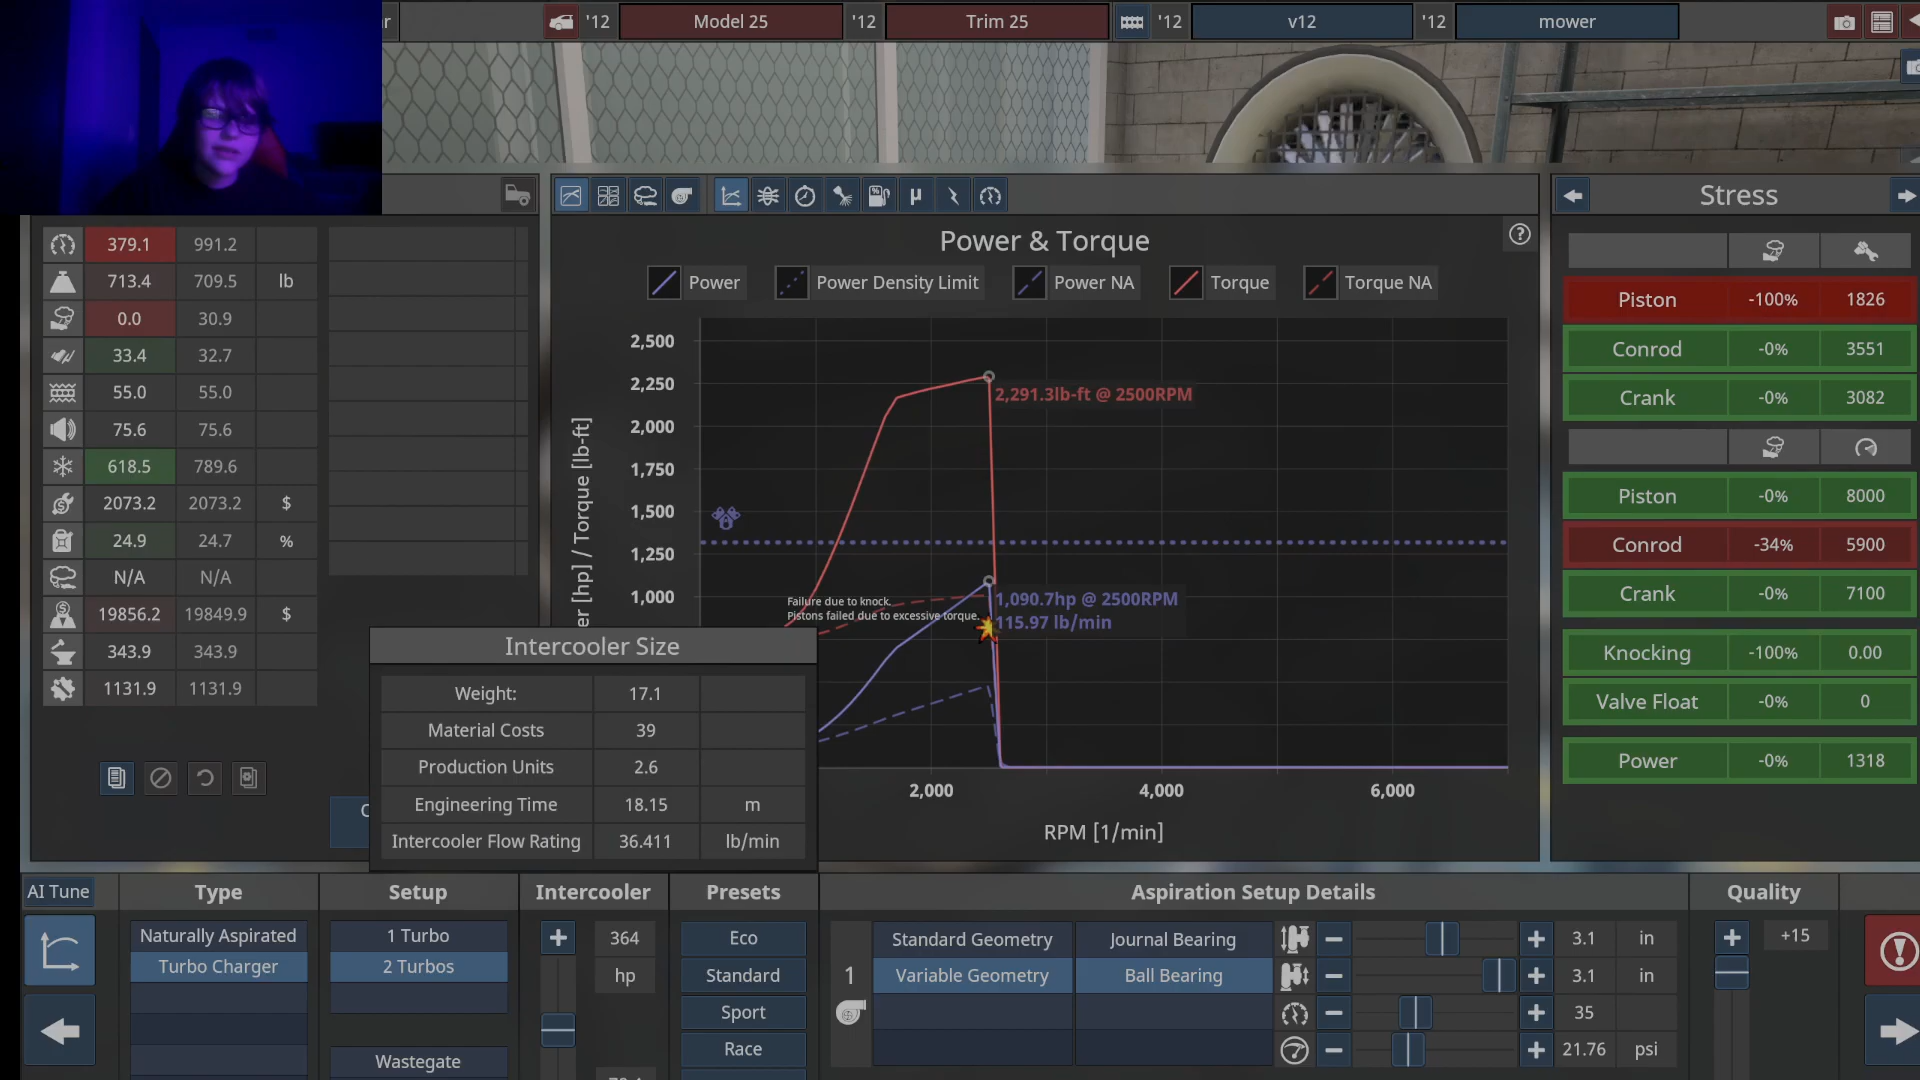 r
'12
Model 25
'12
Trim 25
'12
v12
'12
mower
379.1 991.2
713.4 709.5 lb
0.0 30.9
33.4 32.7
55.0 55.0
75.6 75.6
618.5 789.6
2073.2 2073.2 $
24.9 24.7 %
N/A N/A
19856.2 19849.9 $
343.9 343.9
1131.9 1131.9
Power & Torque
Power
Power Density Limit
Power NA
Torque
Torque NA
er [hp] / Torque [lb-ft]
2,500
2,250
2,000
1,750
1,500
1,250
1,000
2,291.3lb-ft @ 2500RPM
1,090.7hp @ 2500RPM
115.97 lb/min
Failure due to knock.
Pistons failed due to excessive torque.
2,000
4,000
6,000
RPM [1/min]
Intercooler Size
Weight: 17.1
Material Costs 39
Production Units 2.6
Engineering Time 18.15 m
Intercooler Flow Rating 36.411 lb/min
Stress
Piston -100% 1826
Conrod -0% 3551
Crank -0% 3082
Piston -0% 8000
Conrod -34% 5900
Crank -0% 7100
Knocking -100% 0.00
Valve Float -0% 0
Power -0% 1318
AI Tune
Type
Naturally Aspirated
Turbo Charger
Setup
1 Turbo
2 Turbos
Wastegate
Intercooler
364
hp
Presets
Eco
Standard
Sport
Race
Aspiration Setup Details
1
Standard Geometry
Variable Geometry
Journal Bearing
Ball Bearing
3.1 in
3.1 in
35
21.76 psi
Quality
+15